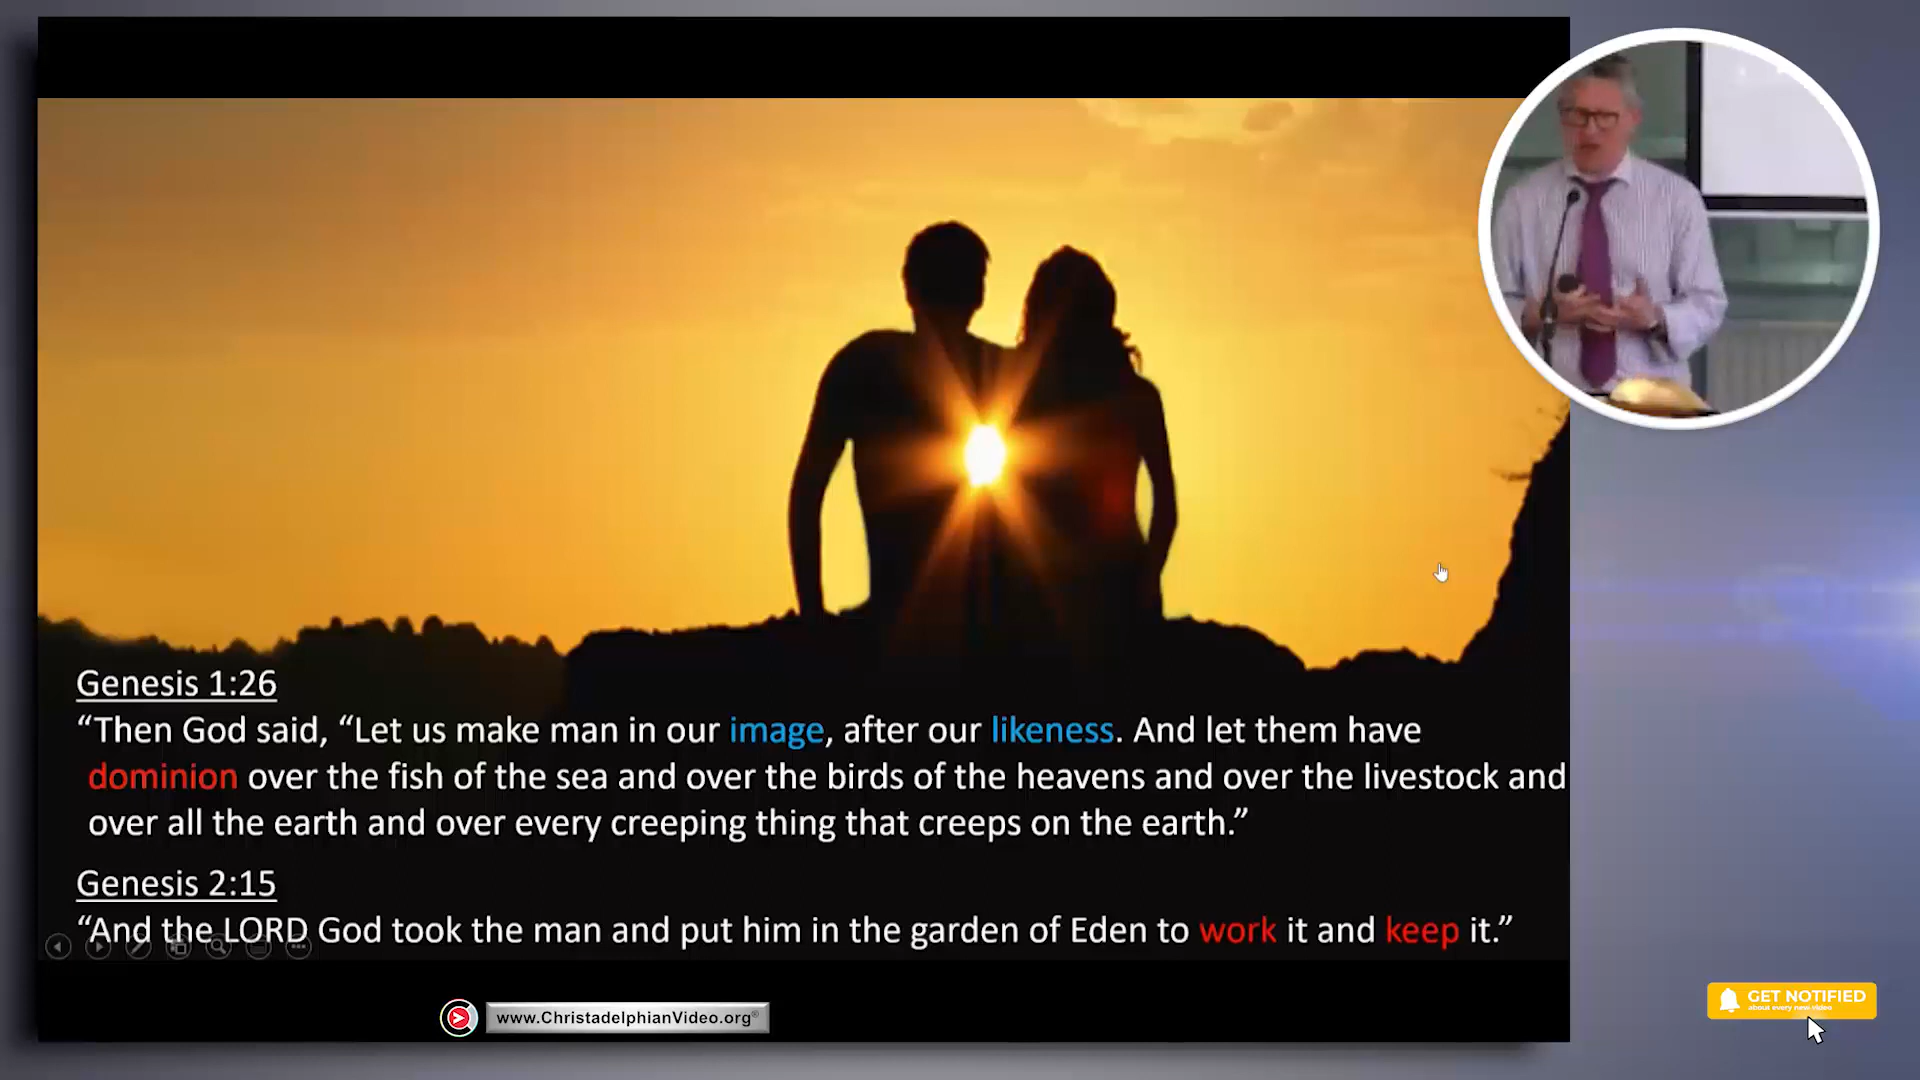 Genesis 1:26
“Then God said, “Let us make man in our image, after our likeness. And let them have
dominion over the fish of the sea and over the birds of the heavens and over the livestock and
over all the earth and over every creeping thing that creeps on the earth.”
Genesis 2:15
“And the LORD God took the man and put him in the garden of Eden to work it and keep it.”
www.ChristadelphianVideo.org®
GET NOTIFIED
about every new video